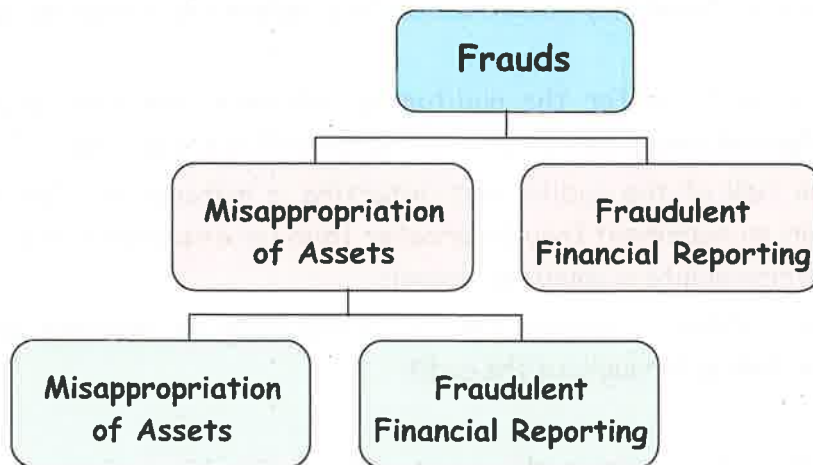 Frauds
Misappropriation
of Assets
Fraudulent
Financial Reporting
Misappropriation
of Assets
Fraudulent
Financial Reporting